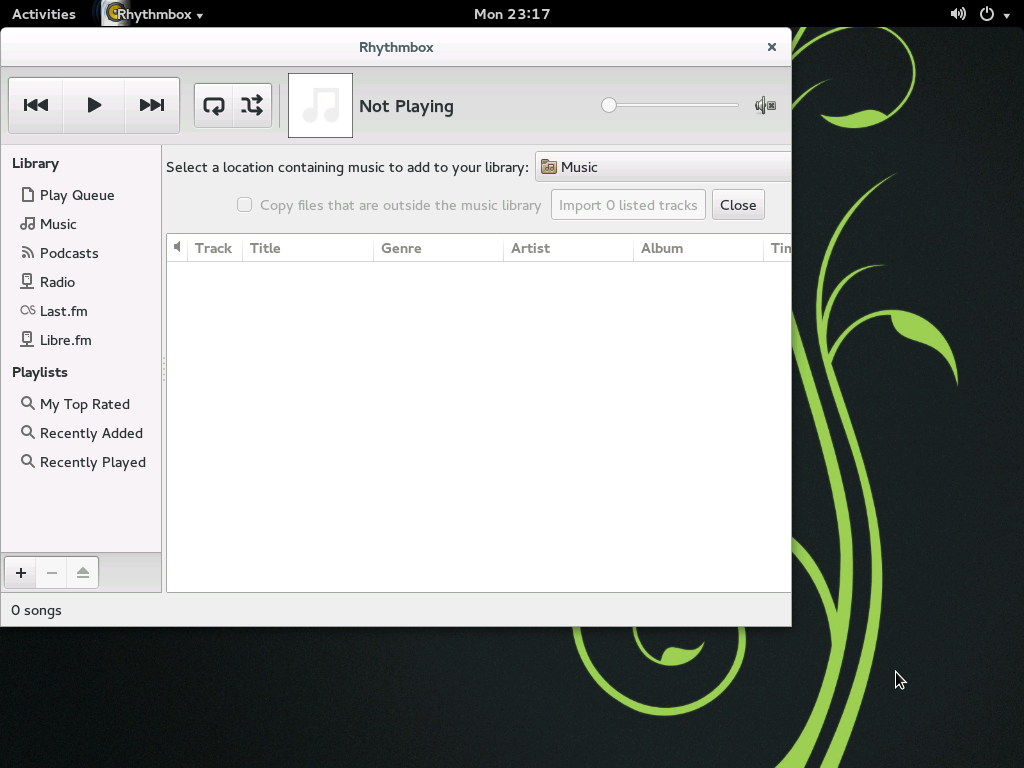 Activities Rhythmbox Mon 23:17
Rhythmbox
Not Playing
Library
Play Queue
Music
Podcasts
Radio
Last.fm
Libre.fm
Playlists
My Top Rated
Recently Added
Recently Played
Select a location containing music to add to your library: Music
Copy files that are outside the music library Import 0 listed tracks Close
Track Title Genre Artist Album Tim
0 songs